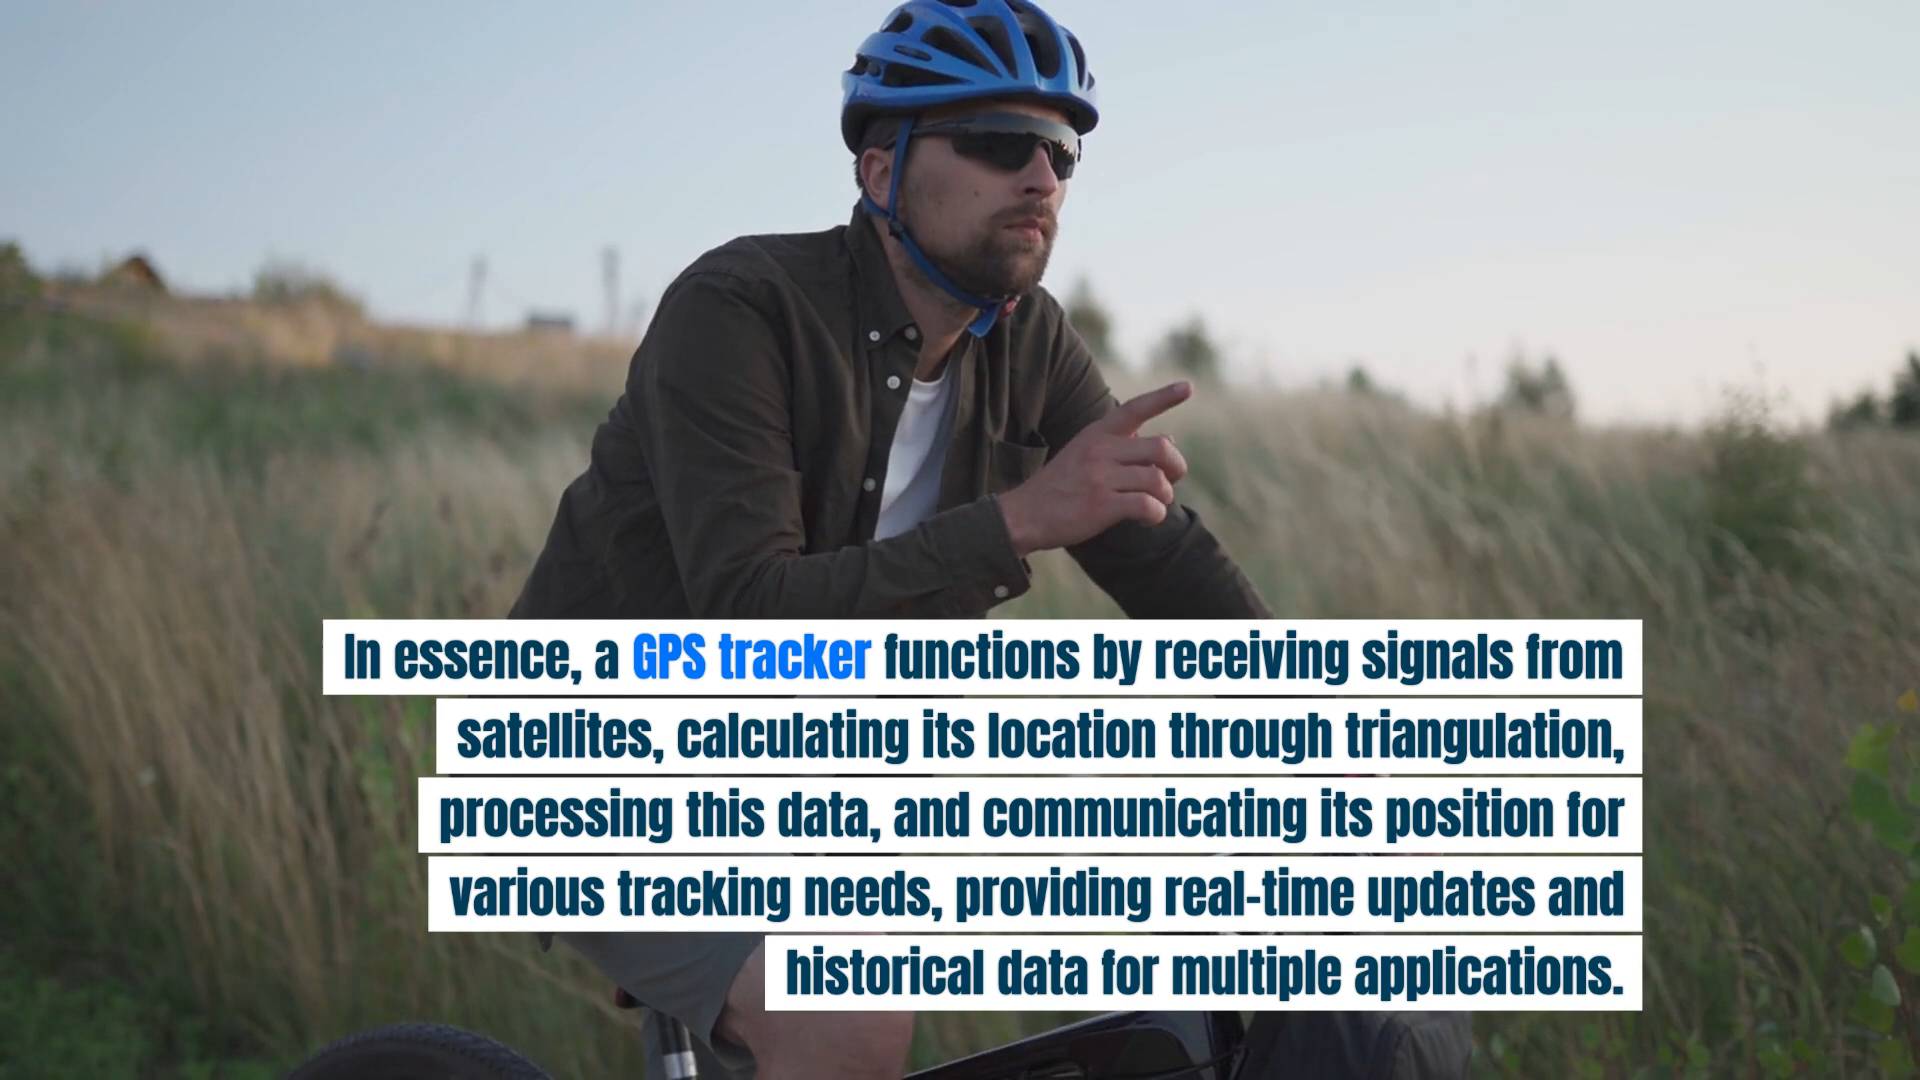 In essence, a GPS tracker functions by receiving signals from
satellites, calculating its location through triangulation,
processing this data, and communicating its position for
various tracking needs, providing real-time updates and
historical data for multiple applications.